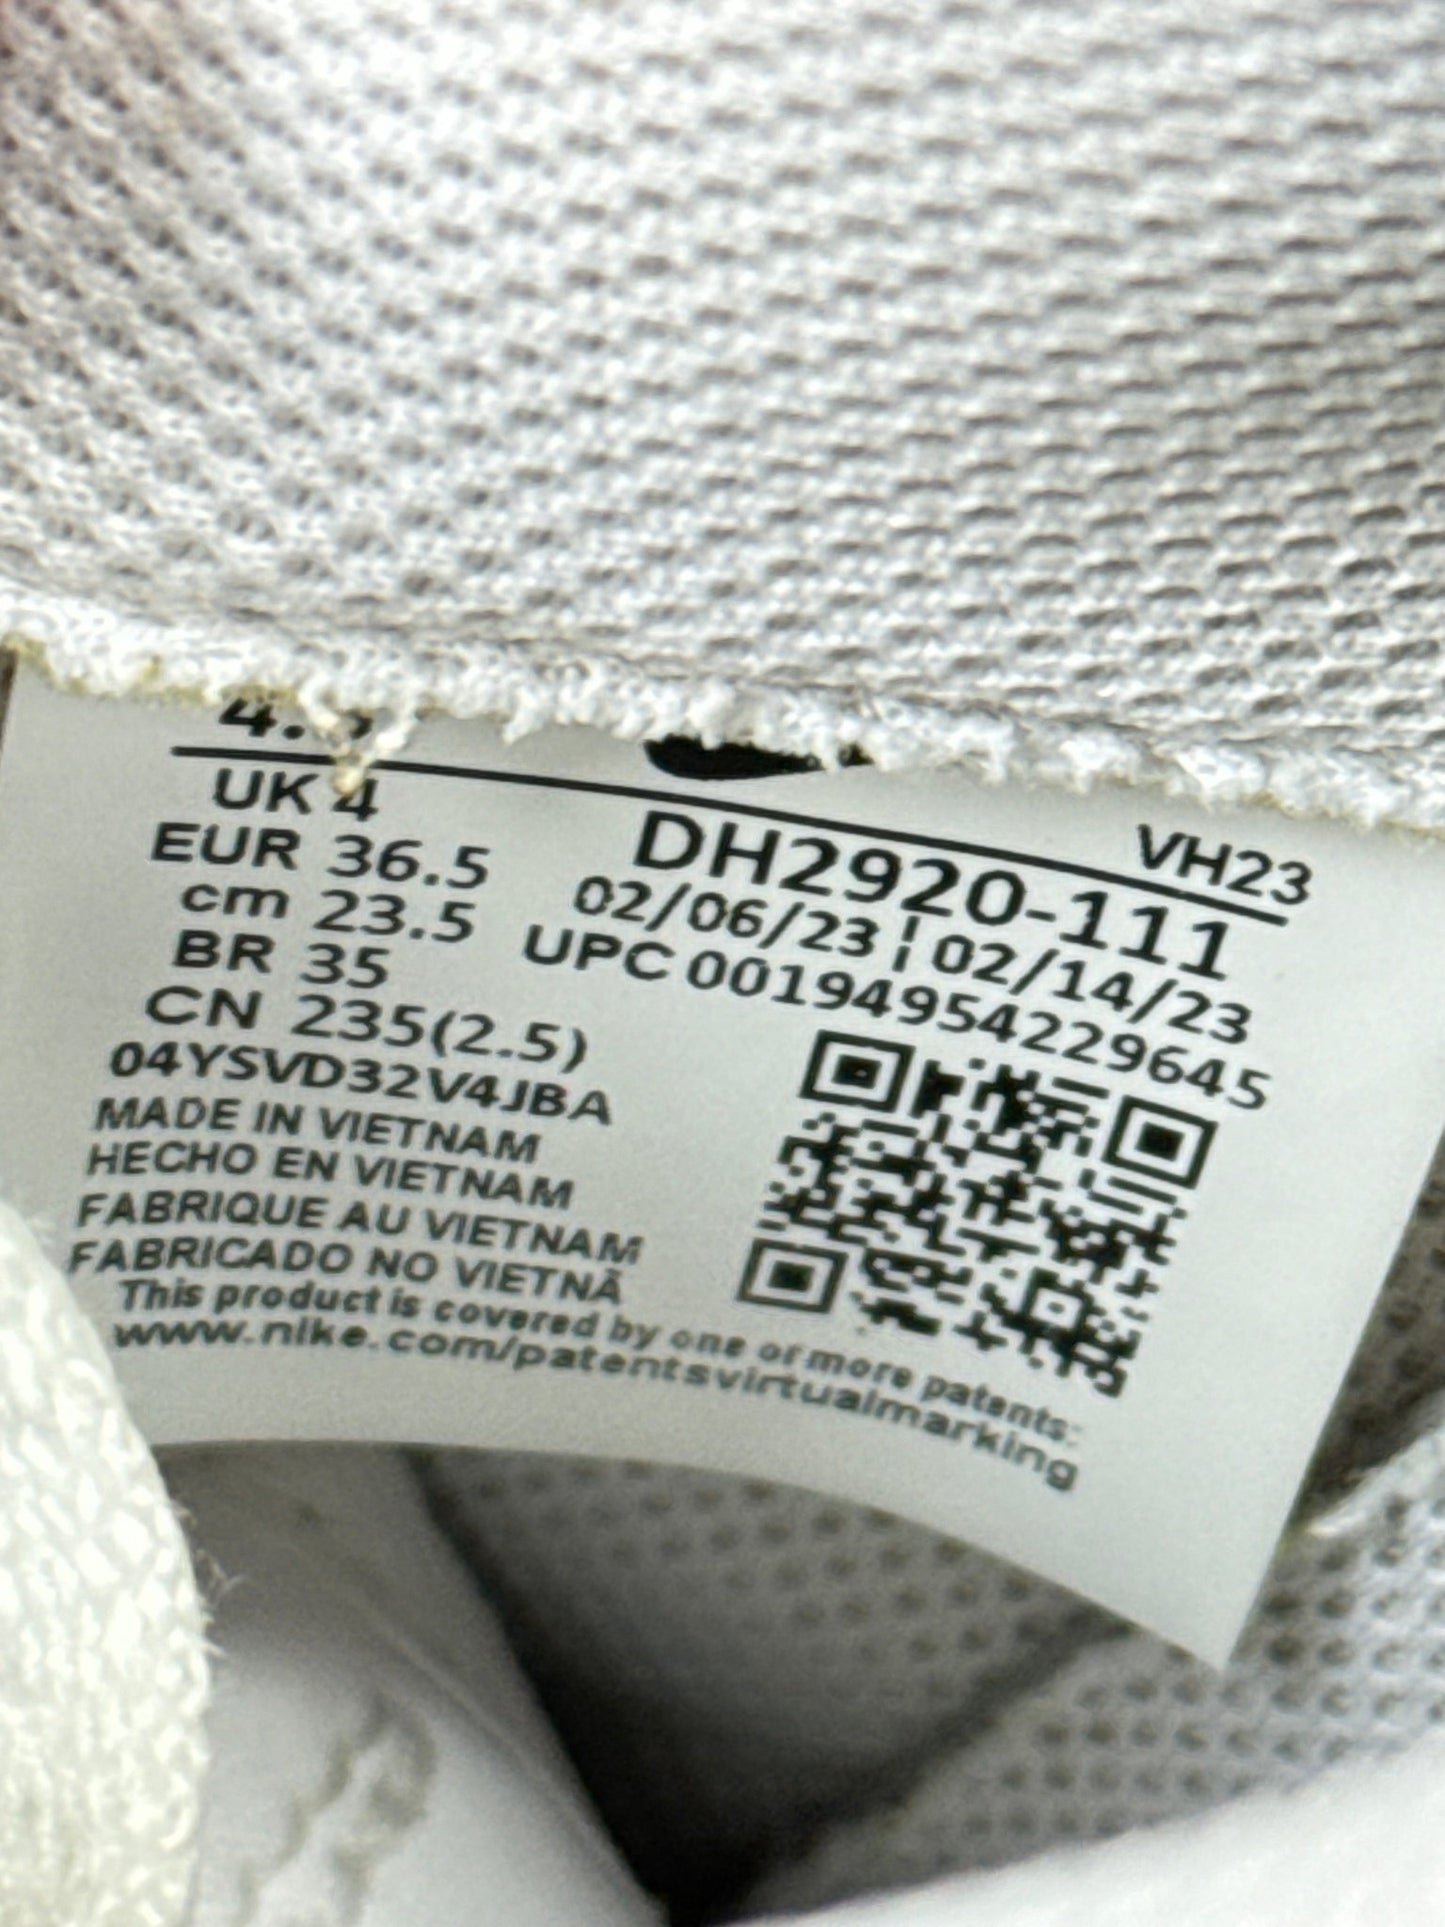 UK 4
EUR 36.5
cm 23.5
BR 35
CN 235(2.5)
04YSVD32V4JBA
MADE IN VIETNAM
HECHO EN VIETNAM
FABRIQUE AU VIETNAM
FABRICADO NO VIETNÃ
This product is covered by one or more patents:
www.nike.com/patentsvirtualmarking
VH23
DH2920-111
02/06/23 ¦ 02/14/23
UPC 00194954229645